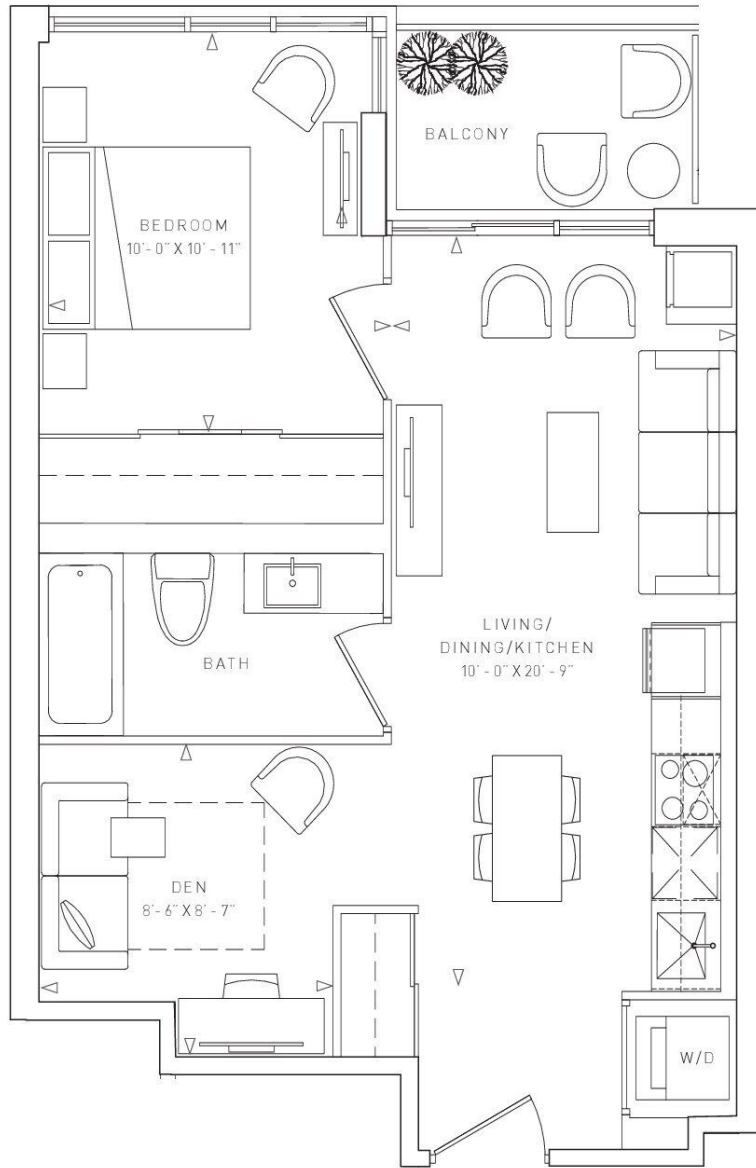 BALCONY
BEDROOM
10'-0" X 10'-11"
LIVING/
DINING/KITCHEN
10'-0" X 20'-9"
BATH
DEN
8'-6" X 8'-7"
W/D